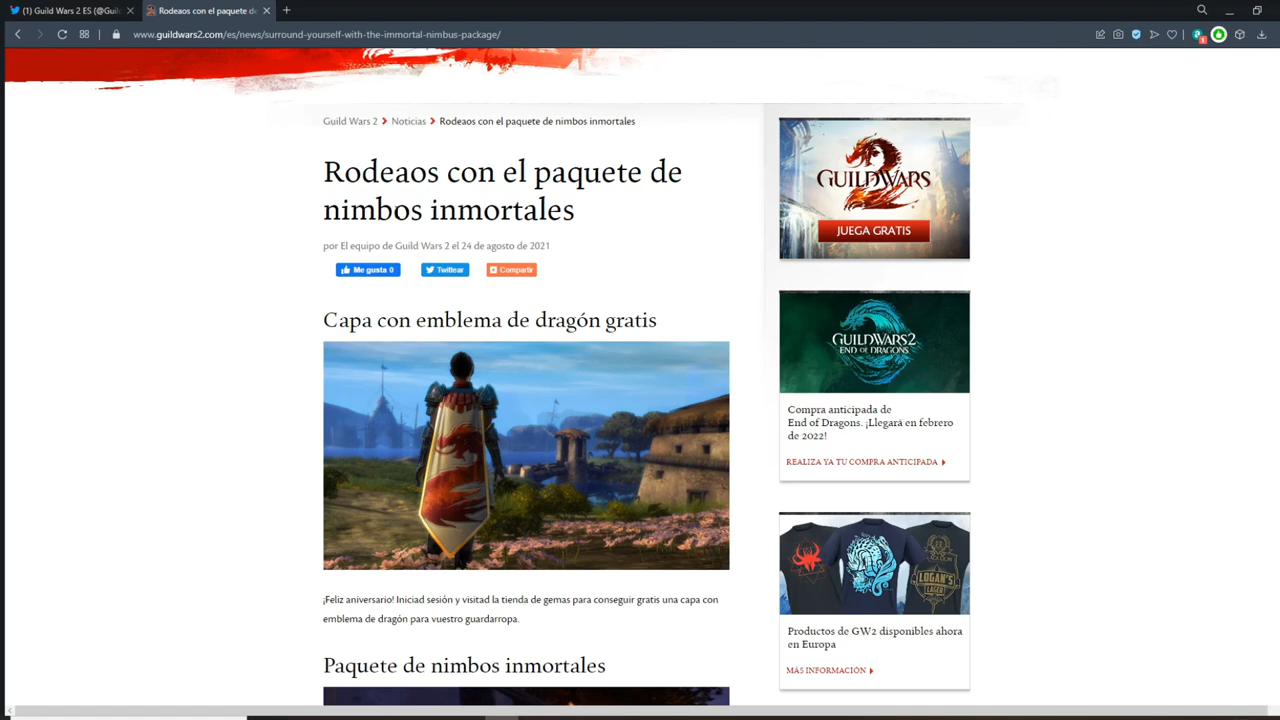 (1) Guild Wars 2 ES (@Guil
Rodeaos con el paquete de
www.guildwars2.com/es/news/surround-yourself-with-the-immortal-nimbus-package/
Guild Wars 2 > Noticias > Rodeaos con el paquete de nimbos inmortales
Rodeaos con el paquete de
nimbos inmortales
por El equipo de Guild Wars 2 el 24 de agosto de 2021
Me gusta 0
Twittear
Compartir
Capa con emblema de dragón gratis
¡Feliz aniversario! Iniciad sesión y visitad la tienda de gemas para conseguir gratis una capa con
emblema de dragón para vuestro guardarropa.
Paquete de nimbos inmortales
GUILD WARS 2
JUEGA GRATIS
GUILD WARS 2
END OF DRAGONS
Compra anticipada de
End of Dragons. ¡Llegará en febrero
de 2022!
REALIZA YA TU COMPRA ANTICIPADA
LOGAN'S
LAGER
Productos de GW2 disponibles ahora
en Europa
MÁS INFORMACIÓN